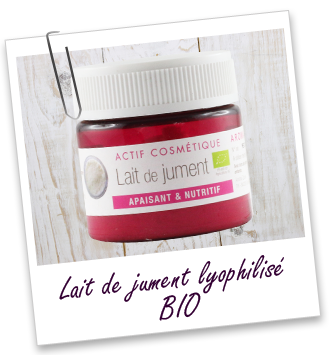 ACTIF COSMÉTIQUE
Lait de jument
APAISANT & NUTRITIF
Lait de jument lyophilisé
BIO